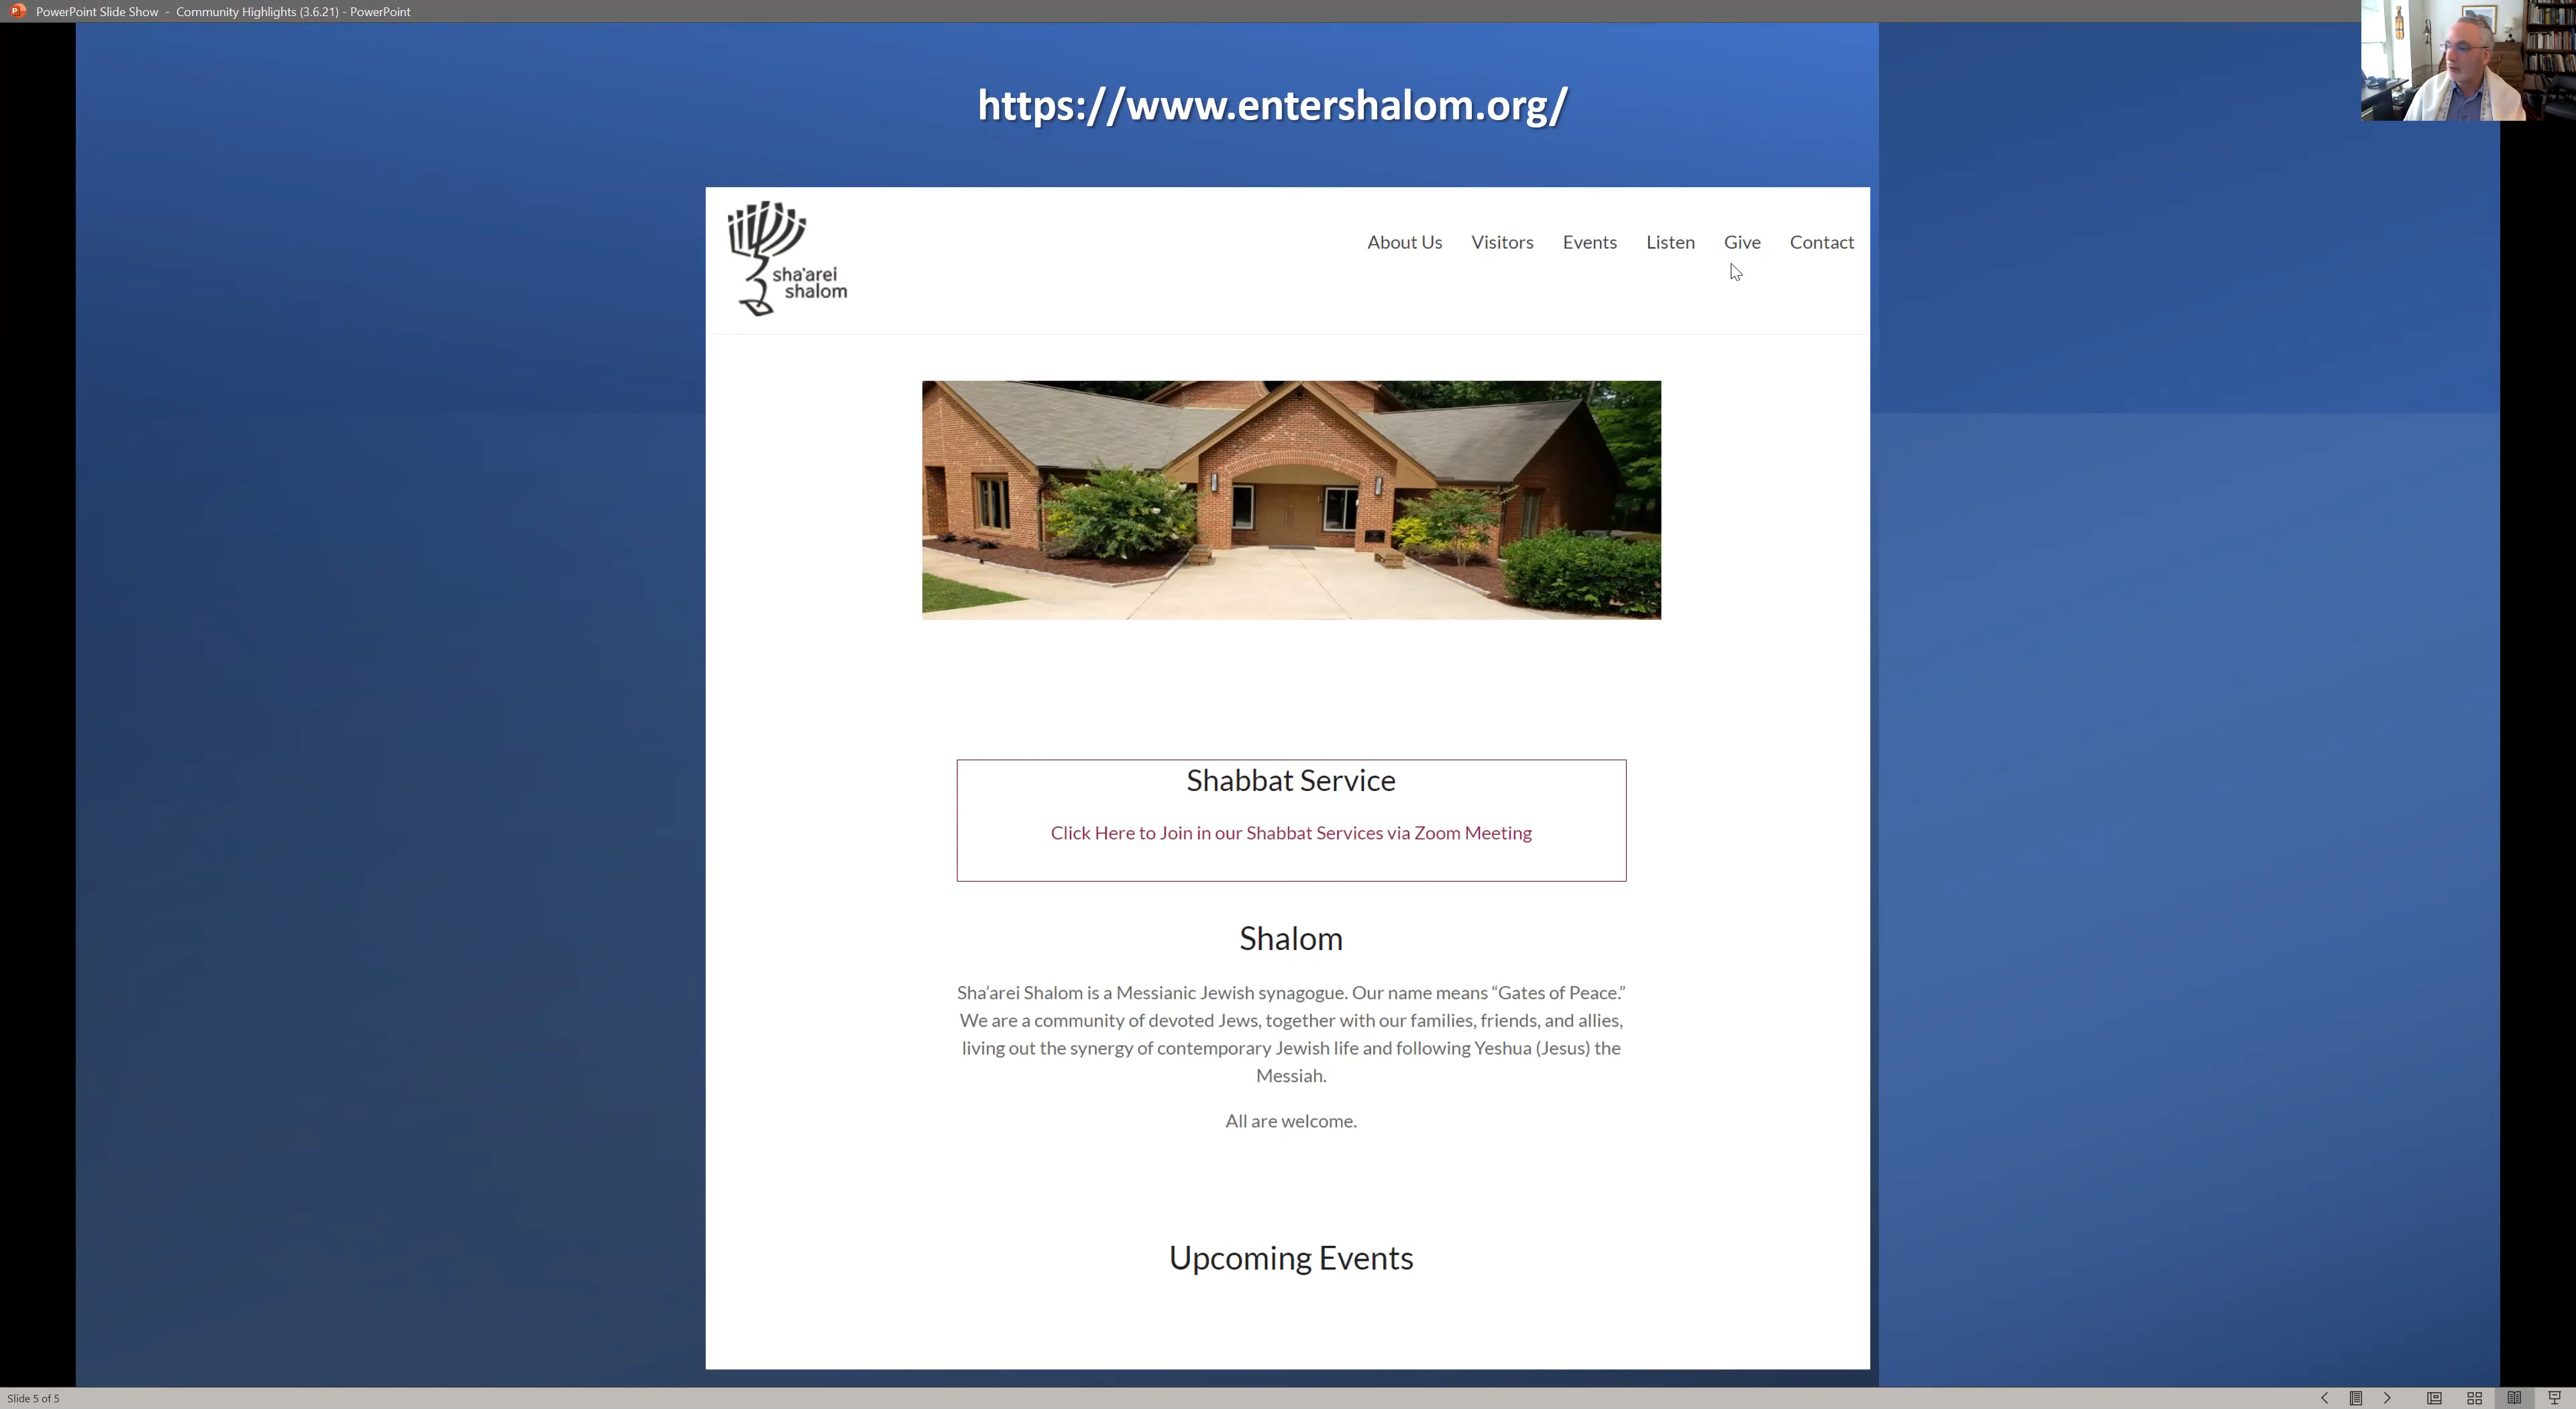 PowerPoint Slide Show - Community Highlights (3.6.21) - PowerPoint
https://www.entershalom.org/
About Us Visitors Events Listen Give Contact
sha'arei
shalom
Shabbat Service
Click Here to Join in our Shabbat Services via Zoom Meeting
Shalom
Sha’arei Shalom is a Messianic Jewish synagogue. Our name means “Gates of Peace.”
We are a community of devoted Jews, together with our families, friends, and allies,
living out the synergy of contemporary Jewish life and following Yeshua (Jesus) the
Messiah.
All are welcome.
Upcoming Events
Slide 5 of 5